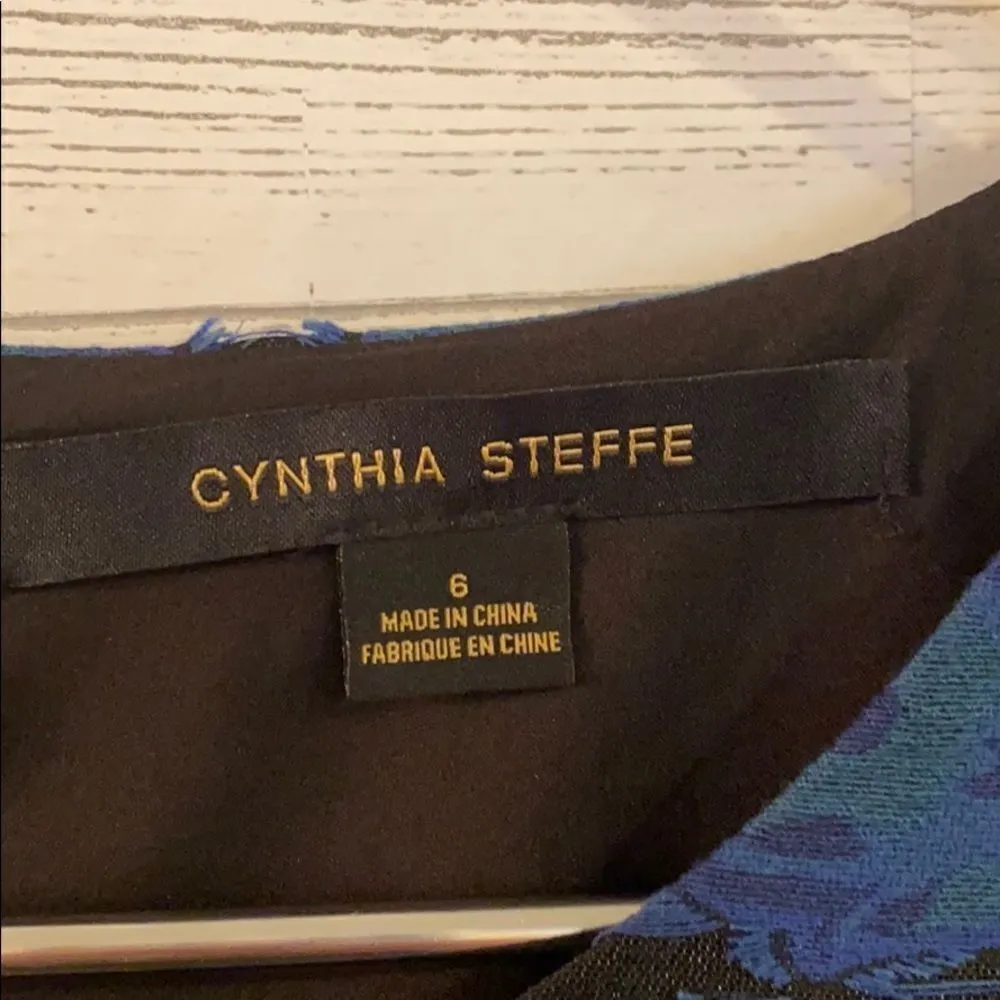 CYNTHIA STEFFE
6
MADE IN CHINA
FABRIQUE EN CHINE